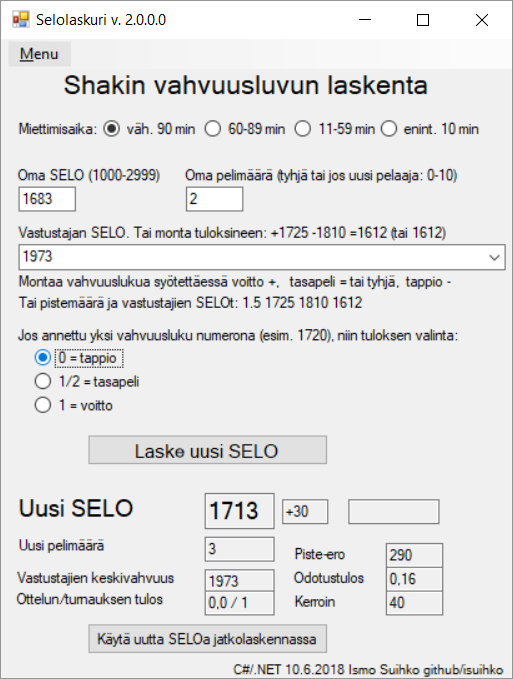 Selolaskuri v. 2.0.0.0
Menu
Shakin vahvuusluvun laskenta
Miettimisaika: väh. 90 min 60-89 min 11-59 min enint. 10 min
Oma SELO (1000-2999) Oma pelimäärä (tyhjä tai jos uusi pelaaja: 0-10)
1683 2
Vastustajan SELO. Tai monta tuloksineen: +1725 -1810 =1612 (tai 1612)
1973
Montaa vahvuuslukua syötettäessä voitto +, tasapeli = tai tyhjä, tappio -
Tai pistemäärä ja vastustajien SELOt: 1.5 1725 1810 1612
Jos annettu yksi vahvuusluku numerona (esim. 1720), niin tuloksen valinta:
0 = tappio
1/2 = tasapeli
1 = voitto
Laske uusi SELO
Uusi SELO 1713 +30
Uusi pelimäärä 3 Piste-ero 290
Vastustajien keskivahvuus 1973 Odotustulos 0,16
Ottelun/turnauksen tulos 0,0 / 1 Kerroin 40
Käytä uutta SELOa jatkolaskennassa
C#/.NET 10.6.2018 Ismo Suihko github/isuihko